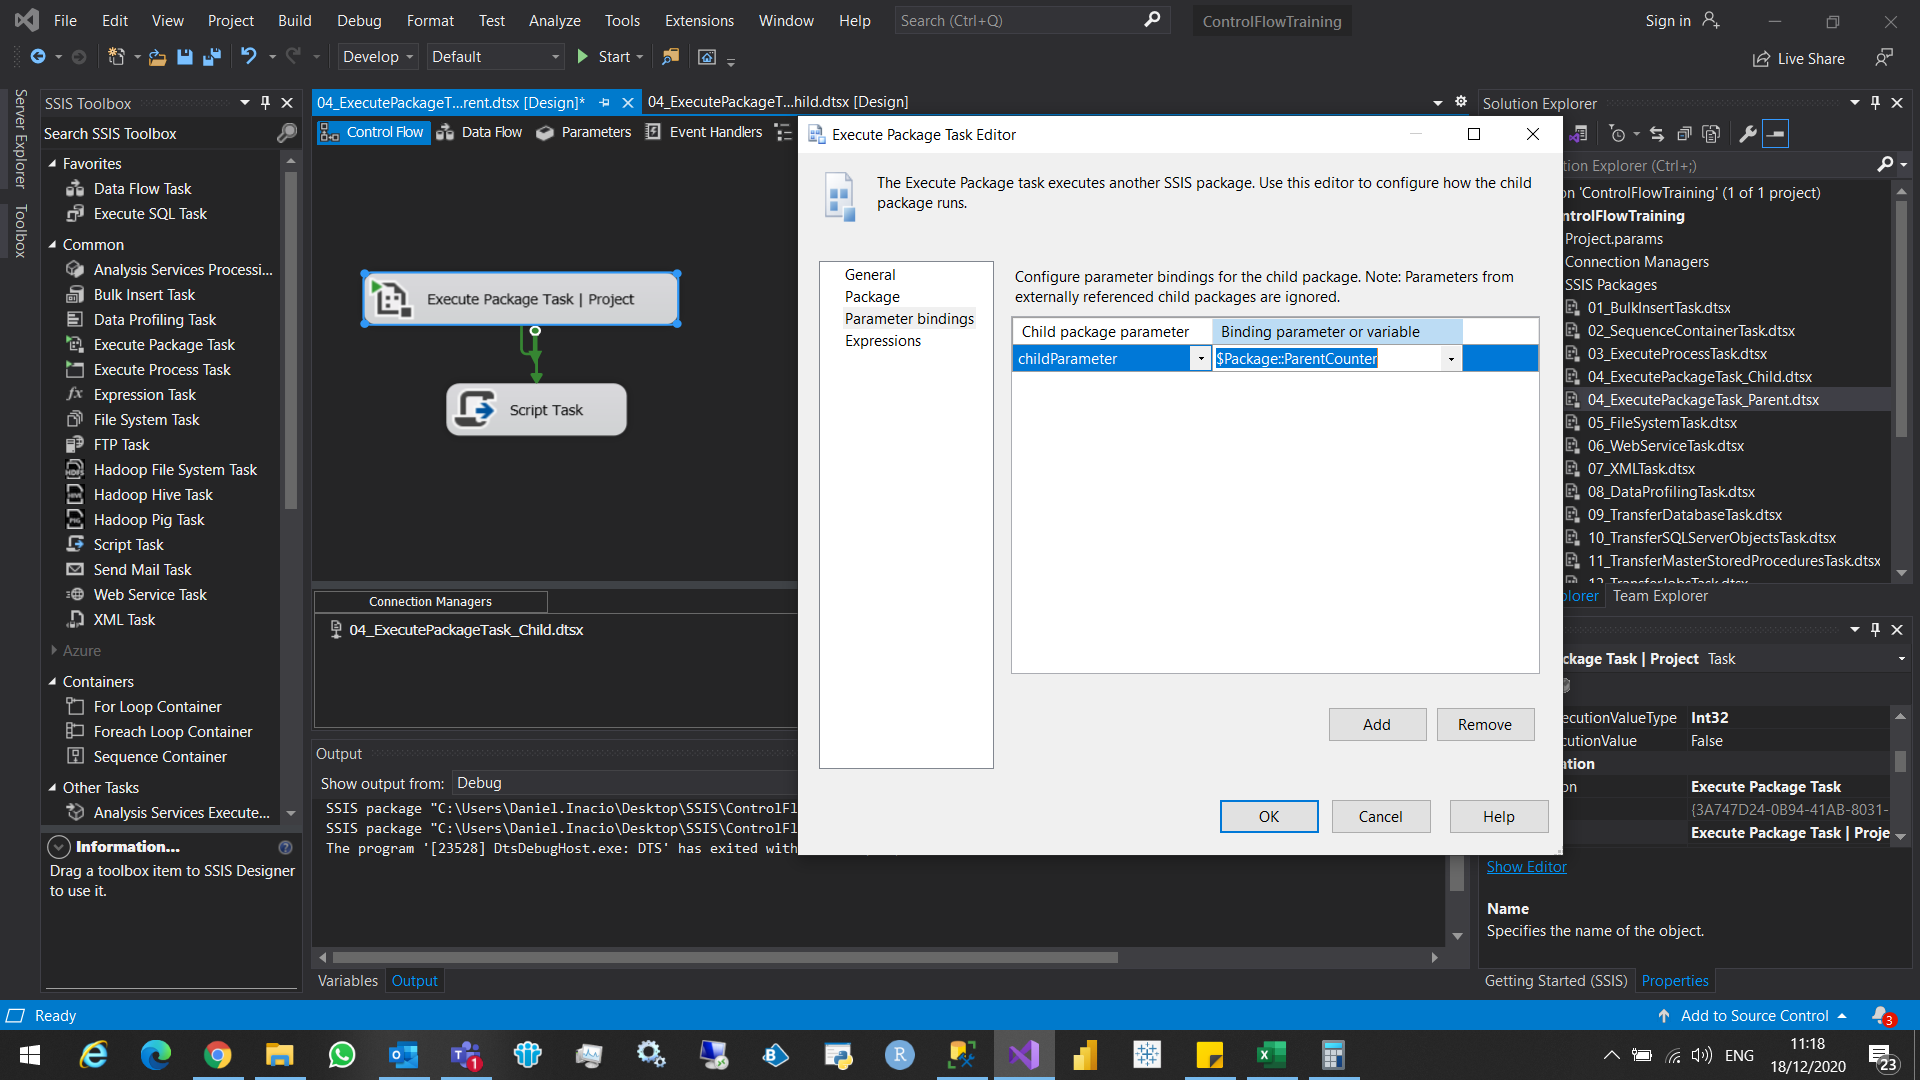 File Edit View Project Build Debug Format Test Analyze Tools Extensions Window Help Search (Ctrl+Q) ControlFlowTraining Sign in
Develop Default Start Live Share
Server Explorer
Toolbox
SSIS Toolbox
Search SSIS Toolbox
Favorites
Data Flow Task
Execute SQL Task
Common
Analysis Services Processi...
Bulk Insert Task
Data Profiling Task
Execute Package Task
Execute Process Task
Expression Task
File System Task
FTP Task
Hadoop File System Task
Hadoop Hive Task
Hadoop Pig Task
Script Task
Send Mail Task
Web Service Task
XML Task
Azure
Containers
For Loop Container
Foreach Loop Container
Sequence Container
Other Tasks
Analysis Services Execute...
Information...
Drag a toolbox item to SSIS Designer
to use it.
04_ExecutePackageT...rent.dtsx [Design]* 04_ExecutePackageT...hild.dtsx [Design]
Control Flow Data Flow Parameters Event Handlers
Execute Package Task | Project
Script Task
Connection Managers
04_ExecutePackageTask_Child.dtsx
Output
Show output from: Debug
SSIS package "C:\Users\Daniel.Inacio\Desktop\SSIS\ControlFl
SSIS package "C:\Users\Daniel.Inacio\Desktop\SSIS\ControlFl
The program '[23528] DtsDebugHost.exe: DTS' has exited with
Variables Output
Execute Package Task Editor
The Execute Package task executes another SSIS package. Use this editor to configure how the child
package runs.
General
Package
Parameter bindings
Expressions
Configure parameter bindings for the child package. Note: Parameters from
externally referenced child packages are ignored.
Child package parameter Binding parameter or variable
childParameter $Package::ParentCounter
Add Remove
OK Cancel Help
Solution Explorer
tion Explorer (Ctrl+;)
on 'ControlFlowTraining' (1 of 1 project)
ntrolFlowTraining
Project.params
Connection Managers
SSIS Packages
01_BulkInsertTask.dtsx
02_SequenceContainerTask.dtsx
03_ExecuteProcessTask.dtsx
04_ExecutePackageTask_Child.dtsx
04_ExecutePackageTask_Parent.dtsx
05_FileSystemTask.dtsx
06_WebServiceTask.dtsx
07_XMLTask.dtsx
08_DataProfilingTask.dtsx
09_TransferDatabaseTask.dtsx
10_TransferSQLServerObjectsTask.dtsx
11_TransferMasterStoredProceduresTask.dtsx
12_TransferJobsTask.dtsx
plorer Team Explorer
ckage Task | Project Task
ecutionValueType Int32
cutionValue False
ation
on Execute Package Task
{3A747D24-0B94-41AB-8031-
Execute Package Task | Proje
Show Editor
Name
Specifies the name of the object.
Getting Started (SSIS) Properties
Ready Add to Source Control 3
1 ENG 11:18
18/12/2020 23